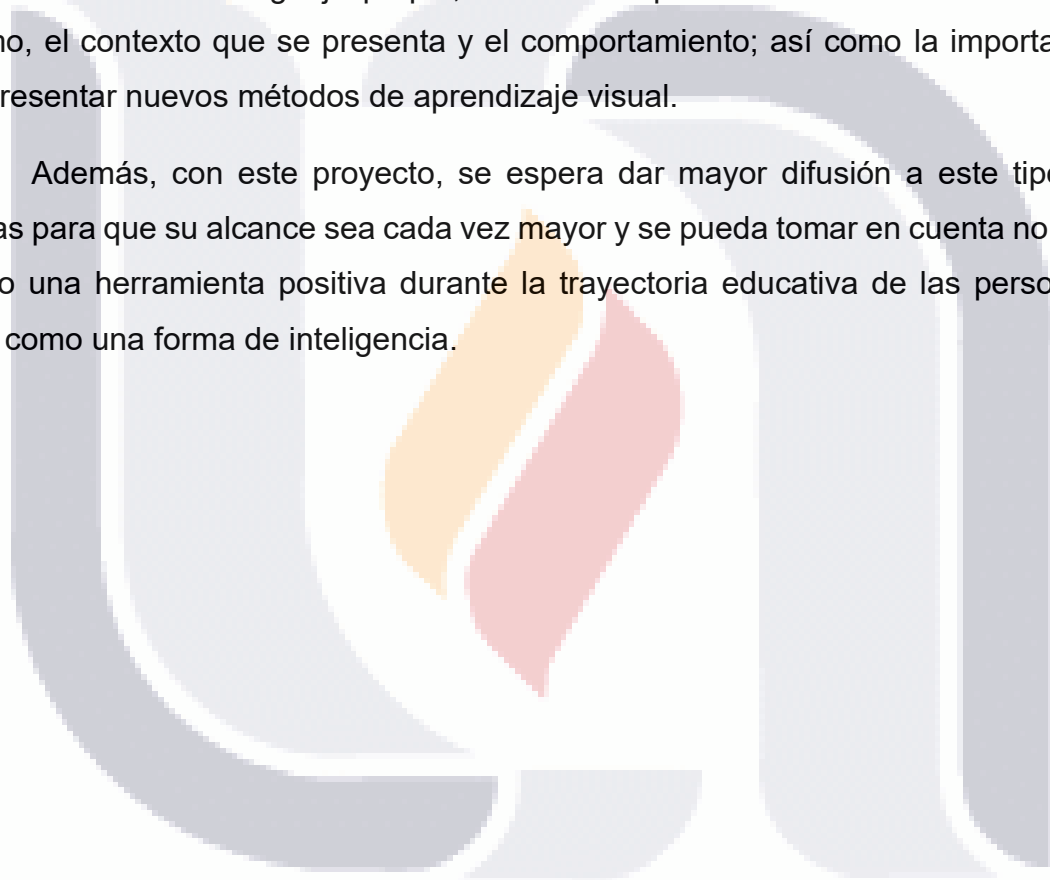 no, el contexto que se presenta y el comportamiento; así como la importa
resentar nuevos métodos de aprendizaje visual.
Además, con este proyecto, se espera dar mayor difusión a este tipo
as para que su alcance sea cada vez mayor y se pueda tomar en cuenta no
o una herramienta positiva durante la trayectoria educativa de las perso
como una forma de inteligencia.